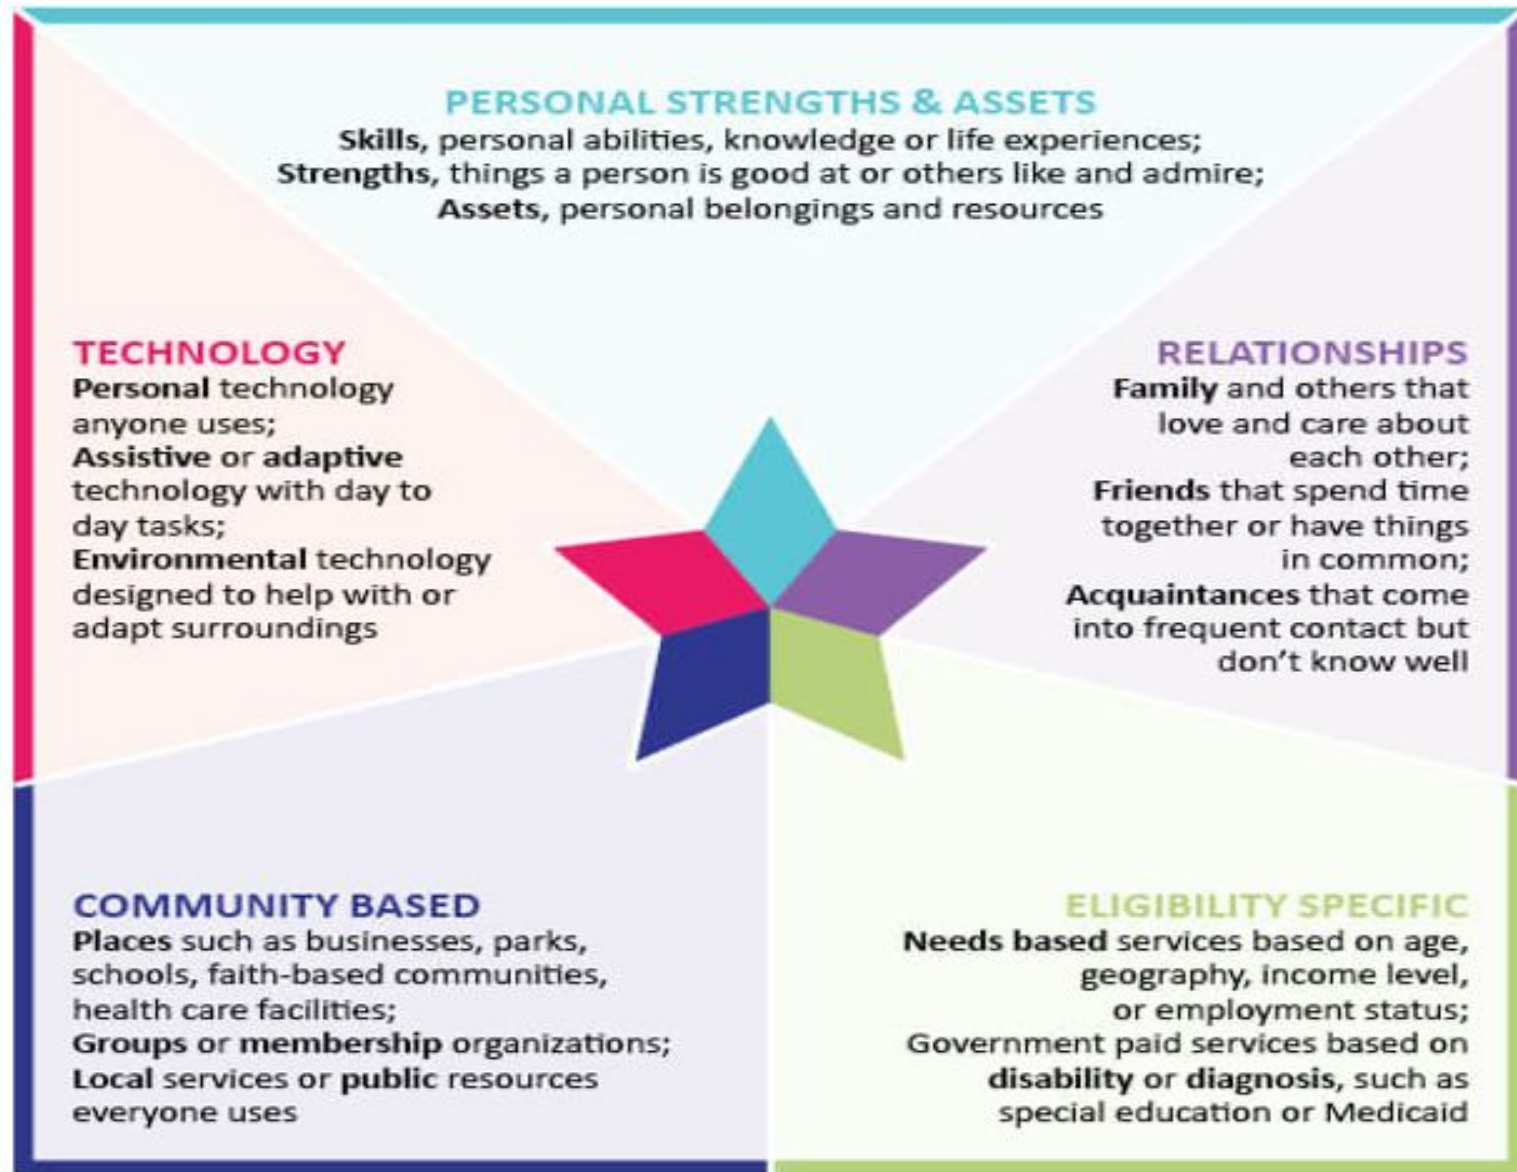 PERSONAL STRENGTHS & ASSETS
Skills, personal abilities, knowledge or life experiences;
Strengths, things a person is good at or others like and admire;
Assets, personal belongings and resources
TECHNOLOGY
Personal technology
anyone uses;
Assistive or adaptive
technology with day to
day tasks;
Environmental technology
designed to help with or
adapt surroundings
RELATIONSHIPS
Family and others that
love and care about
each other;
Friends that spend time
together or have things
in common;
Acquaintances that come
into frequent contact but
don't know well
COMMUNITY BASED
Places such as businesses, parks,
schools, faith-based communities,
health care facilities;
Groups or membership organizations;
Local services or public resources
everyone uses
ELIGIBILITY SPECIFIC
Needs based services based on age,
geography, income level,
or employment status;
Government paid services based on
disability or diagnosis, such as
special education or Medicaid